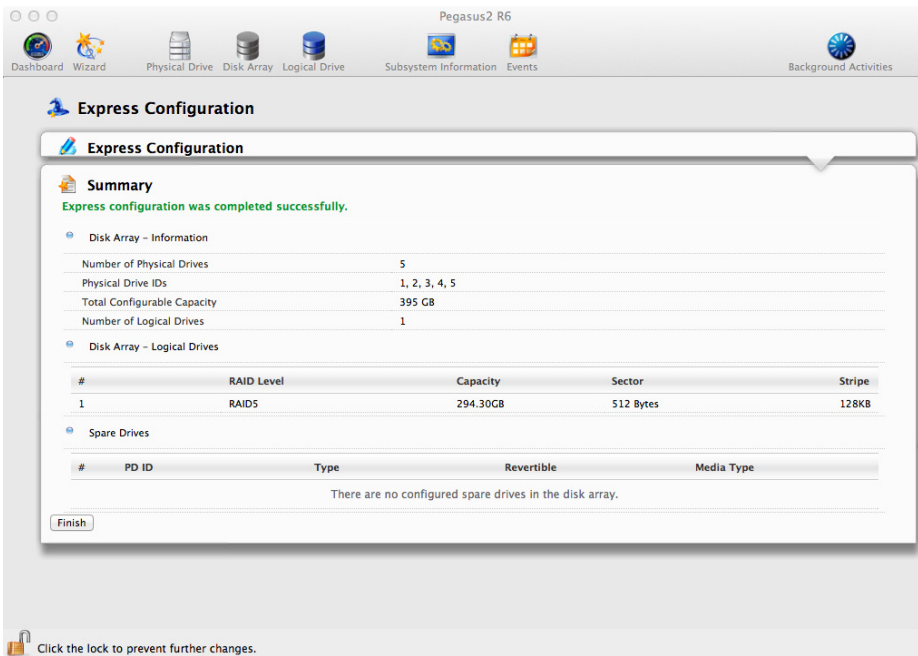 Pegasus2 R6
Dashboard Wizard Physical Drive Disk Array Logical Drive Subsystem Information Events Background Activities
Express Configuration
Express Configuration
Summary
Express configuration was completed successfully.
Disk Array - Information
Number of Physical Drives 5
Physical Drive IDs 1, 2, 3, 4, 5
Total Configurable Capacity 395 GB
Number of Logical Drives 1
Disk Array - Logical Drives
# RAID Level Capacity Sector Stripe
1 RAID5 294.30GB 512 Bytes 128KB
Spare Drives
# PD ID Type Revertible Media Type
There are no configured spare drives in the disk array.
Finish
Click the lock to prevent further changes.